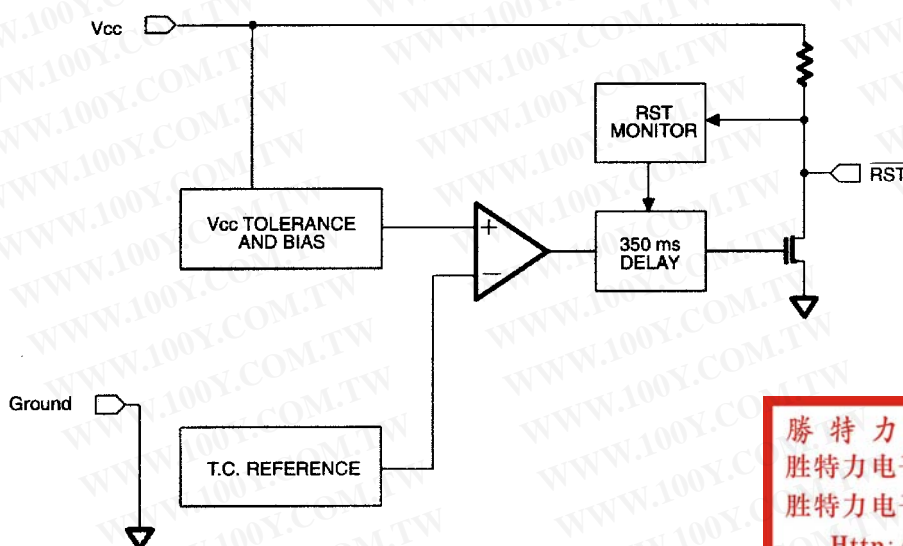 Vcc
RST
MONITOR
RST
Vcc TOLERANCE
AND BIAS
350 ms
DELAY
+
−
Ground
T.C. REFERENCE
WWW.100Y.COM.TW
勝特力
胜特力电
胜特力电
Http: